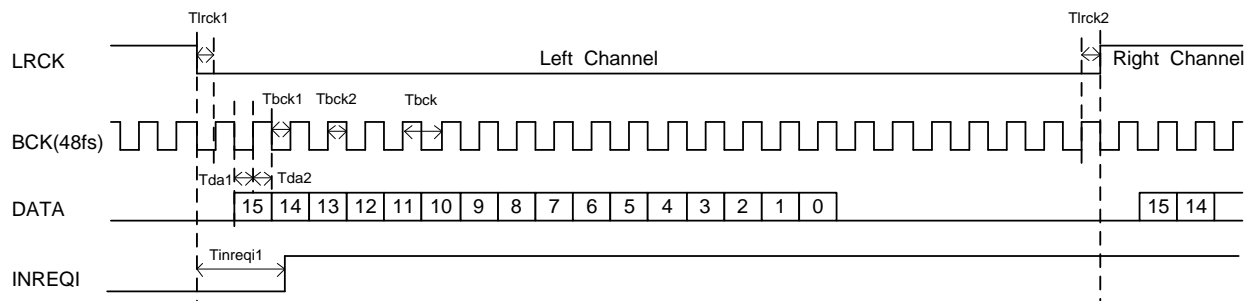 Tlrck1 Tlrck2
LRCK Left Channel Right Channel
Tbck1 Tbck2 Tbck
BCK(48fs)
Tda1 Tda2
DATA 15 14 13 12 11 10 9 8 7 6 5 4 3 2 1 0 15 14
Tinreqi1
INREQI